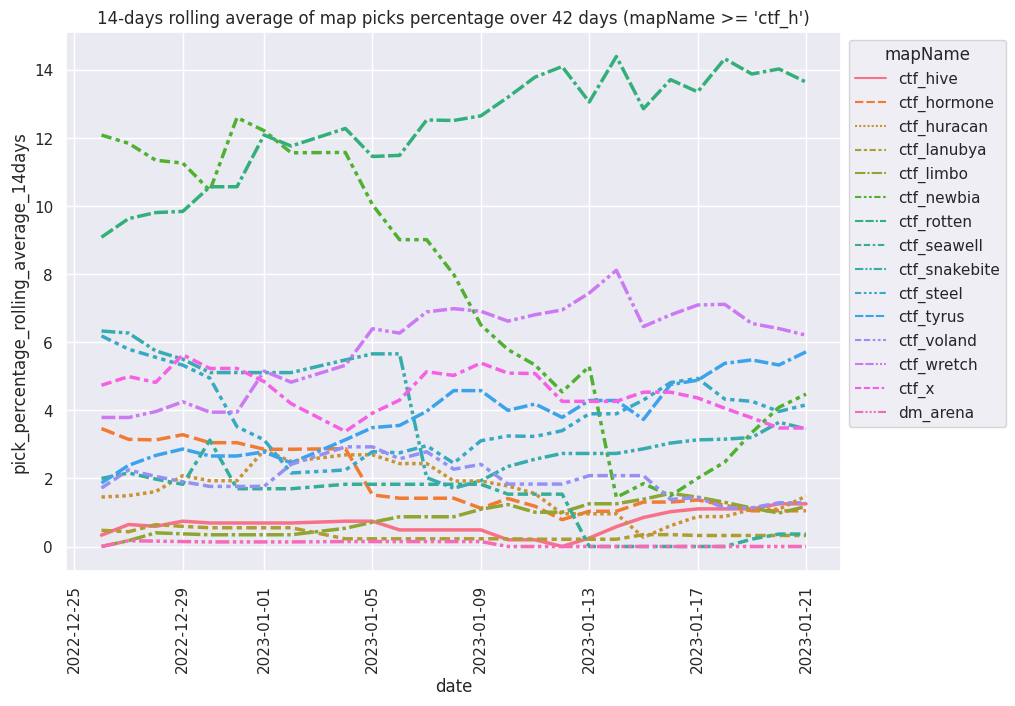 14-days rolling average of map picks percentage over 42 days (mapName >= 'ctf_h')
pick_percentage_rolling_average_14days
14
12
10
8
6
4
2
0
2022-12-25
2022-12-29
2023-01-01
2023-01-05
2023-01-09
2023-01-13
2023-01-17
2023-01-21
date
mapName
ctf_hive
ctf_hormone
ctf_huracan
ctf_lanubya
ctf_limbo
ctf_newbia
ctf_rotten
ctf_seawell
ctf_snakebite
ctf_steel
ctf_tyrus
ctf_voland
ctf_wretch
ctf_x
dm_arena